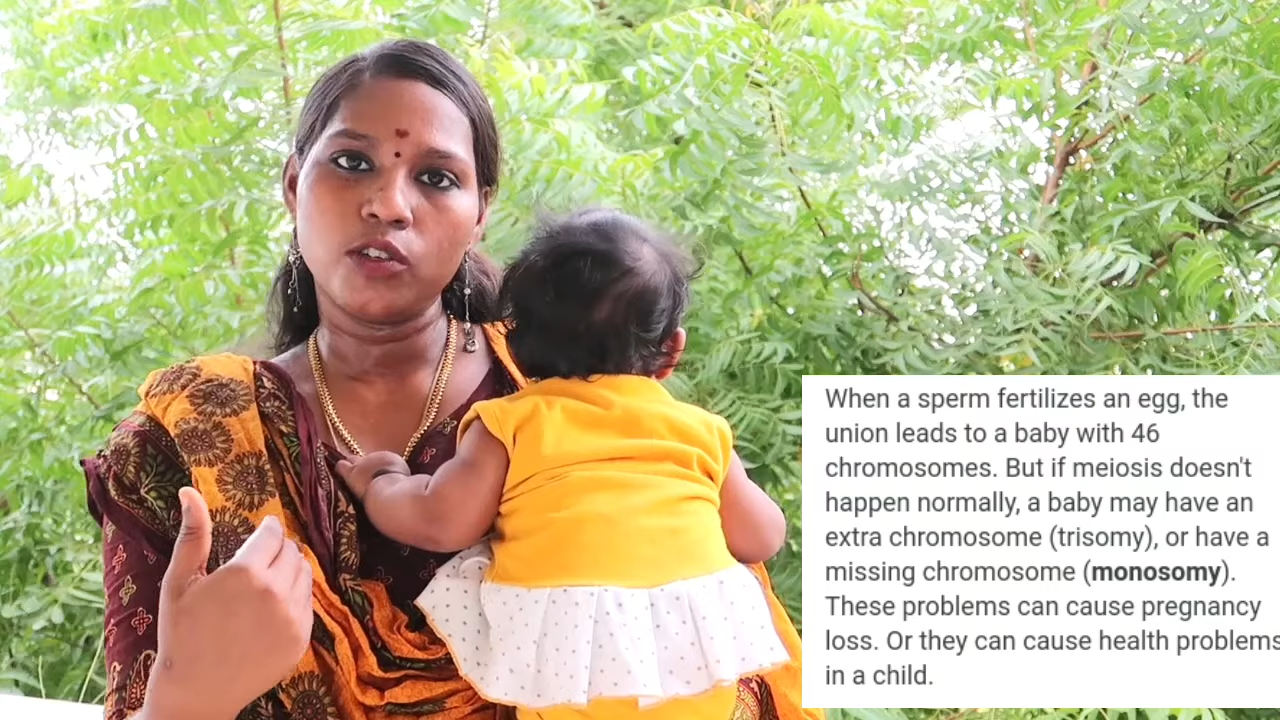 When a sperm fertilizes an egg, the
union leads to a baby with 46
chromosomes. But if meiosis doesn't
happen normally, a baby may have an
extra chromosome (trisomy), or have a
missing chromosome (monosomy).
These problems can cause pregnancy
loss. Or they can cause health problems
in a child.